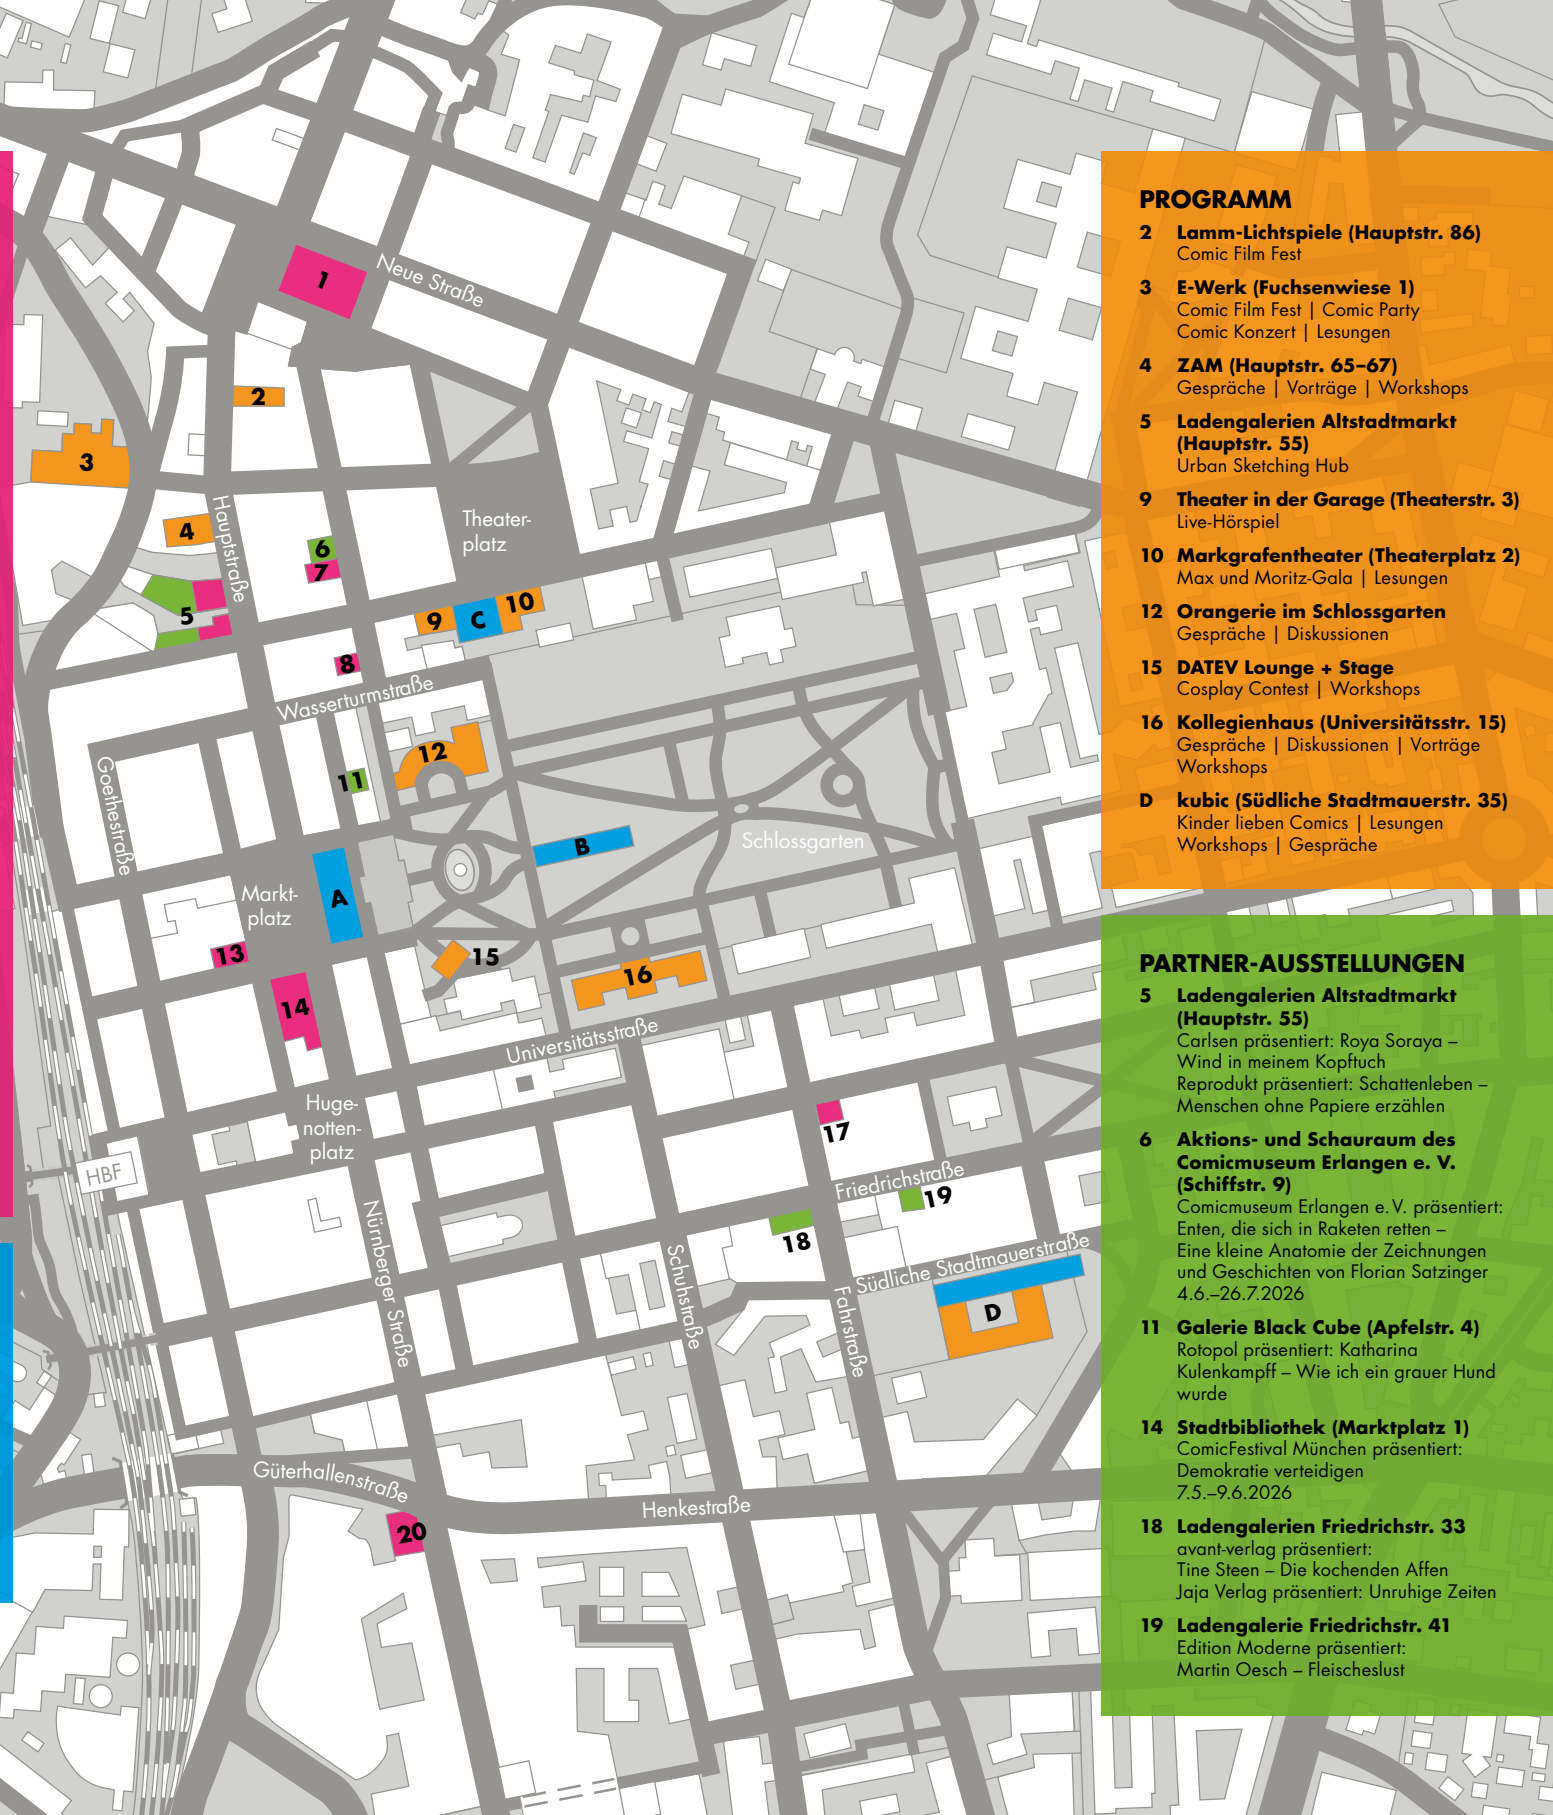 1
Neue Straße
2
3
4
Hauptstraße
Theater-
platz
6
7
5
9
C
10
8
Wasserturmstraße
12
11
Goethestraße
B
Schlossgarten
A
Markt-
platz
13
15
16
14
Universitätsstraße
Huge-
notten-
platz
17
HBF
Friedrichstraße
19
18
Nürnberger Straße
Schuhstraße
Südliche Stadtmauerstraße
Fahrstraße
D
Güterhallenstraße
Henkestraße
20
PROGRAMM
2 Lamm-Lichtspiele (Hauptstr. 86)
Comic Film Fest
3 E-Werk (Fuchsenwiese 1)
Comic Film Fest | Comic Party
Comic Konzert | Lesungen
4 ZAM (Hauptstr. 65–67)
Gespräche | Vorträge | Workshops
5 Ladengalerien Altstadtmarkt
(Hauptstr. 55)
Urban Sketching Hub
9 Theater in der Garage (Theaterstr. 3)
Live-Hörspiel
10 Markgrafentheater (Theaterplatz 2)
Max und Moritz-Gala | Lesungen
12 Orangerie im Schlossgarten
Gespräche | Diskussionen
15 DATEV Lounge + Stage
Cosplay Contest | Workshops
16 Kollegienhaus (Universitätsstr. 15)
Gespräche | Diskussionen | Vorträge
Workshops
D kubic (Südliche Stadtmauerstr. 35)
Kinder lieben Comics | Lesungen
Workshops | Gespräche
PARTNER-AUSSTELLUNGEN
5 Ladengalerien Altstadtmarkt
(Hauptstr. 55)
Carlsen präsentiert: Roya Soraya –
Wind in meinem Kopftuch
Reprodukt präsentiert: Schattenleben –
Menschen ohne Papiere erzählen
6 Aktions- und Schauraum des
Comicmuseum Erlangen e. V.
(Schiffstr. 9)
Comicmuseum Erlangen e. V. präsentiert:
Enten, die sich in Raketen retten –
Eine kleine Anatomie der Zeichnungen
und Geschichten von Florian Satzinger
4.6.–26.7.2026
11 Galerie Black Cube (Apfelstr. 4)
Rotopol präsentiert: Katharina
Kulenkampff – Wie ich ein grauer Hund
wurde
14 Stadtbibliothek (Marktplatz 1)
ComicFestival München präsentiert:
Demokratie verteidigen
7.5.–9.6.2026
18 Ladengalerien Friedrichstr. 33
avant-verlag präsentiert:
Tine Steen – Die kochenden Affen
Jaja Verlag präsentiert: Unruhige Zeiten
19 Ladengalerie Friedrichstr. 41
Edition Moderne präsentiert:
Martin Oesch – Fleischeslust